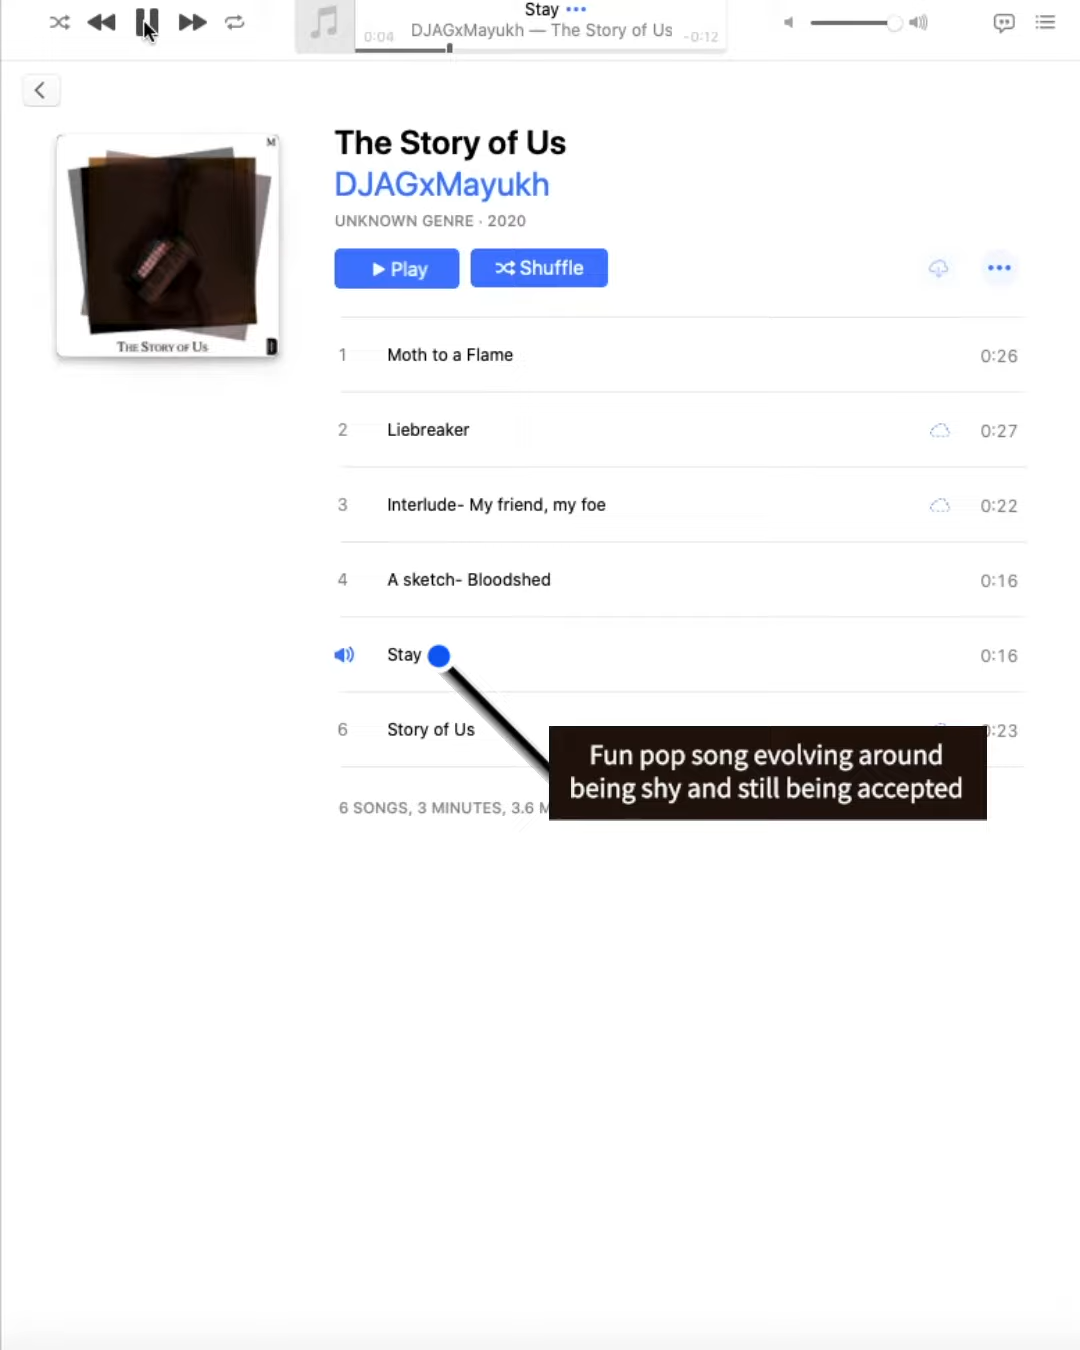 Stay •••
0:04
DJAGxMayukh — The Story of Us
-0:12
M
THE STORY OF US
The Story of Us
DJAGxMayukh
UNKNOWN GENRE · 2020
Play
Shuffle
1 Moth to a Flame 0:26
2 Liebreaker 0:27
3 Interlude- My friend, my foe 0:22
4 A sketch- Bloodshed 0:16
Stay 0:16
6 Story of Us 0:23
Fun pop song evolving around
being shy and still being accepted
6 SONGS, 3 MINUTES, 3.6 M